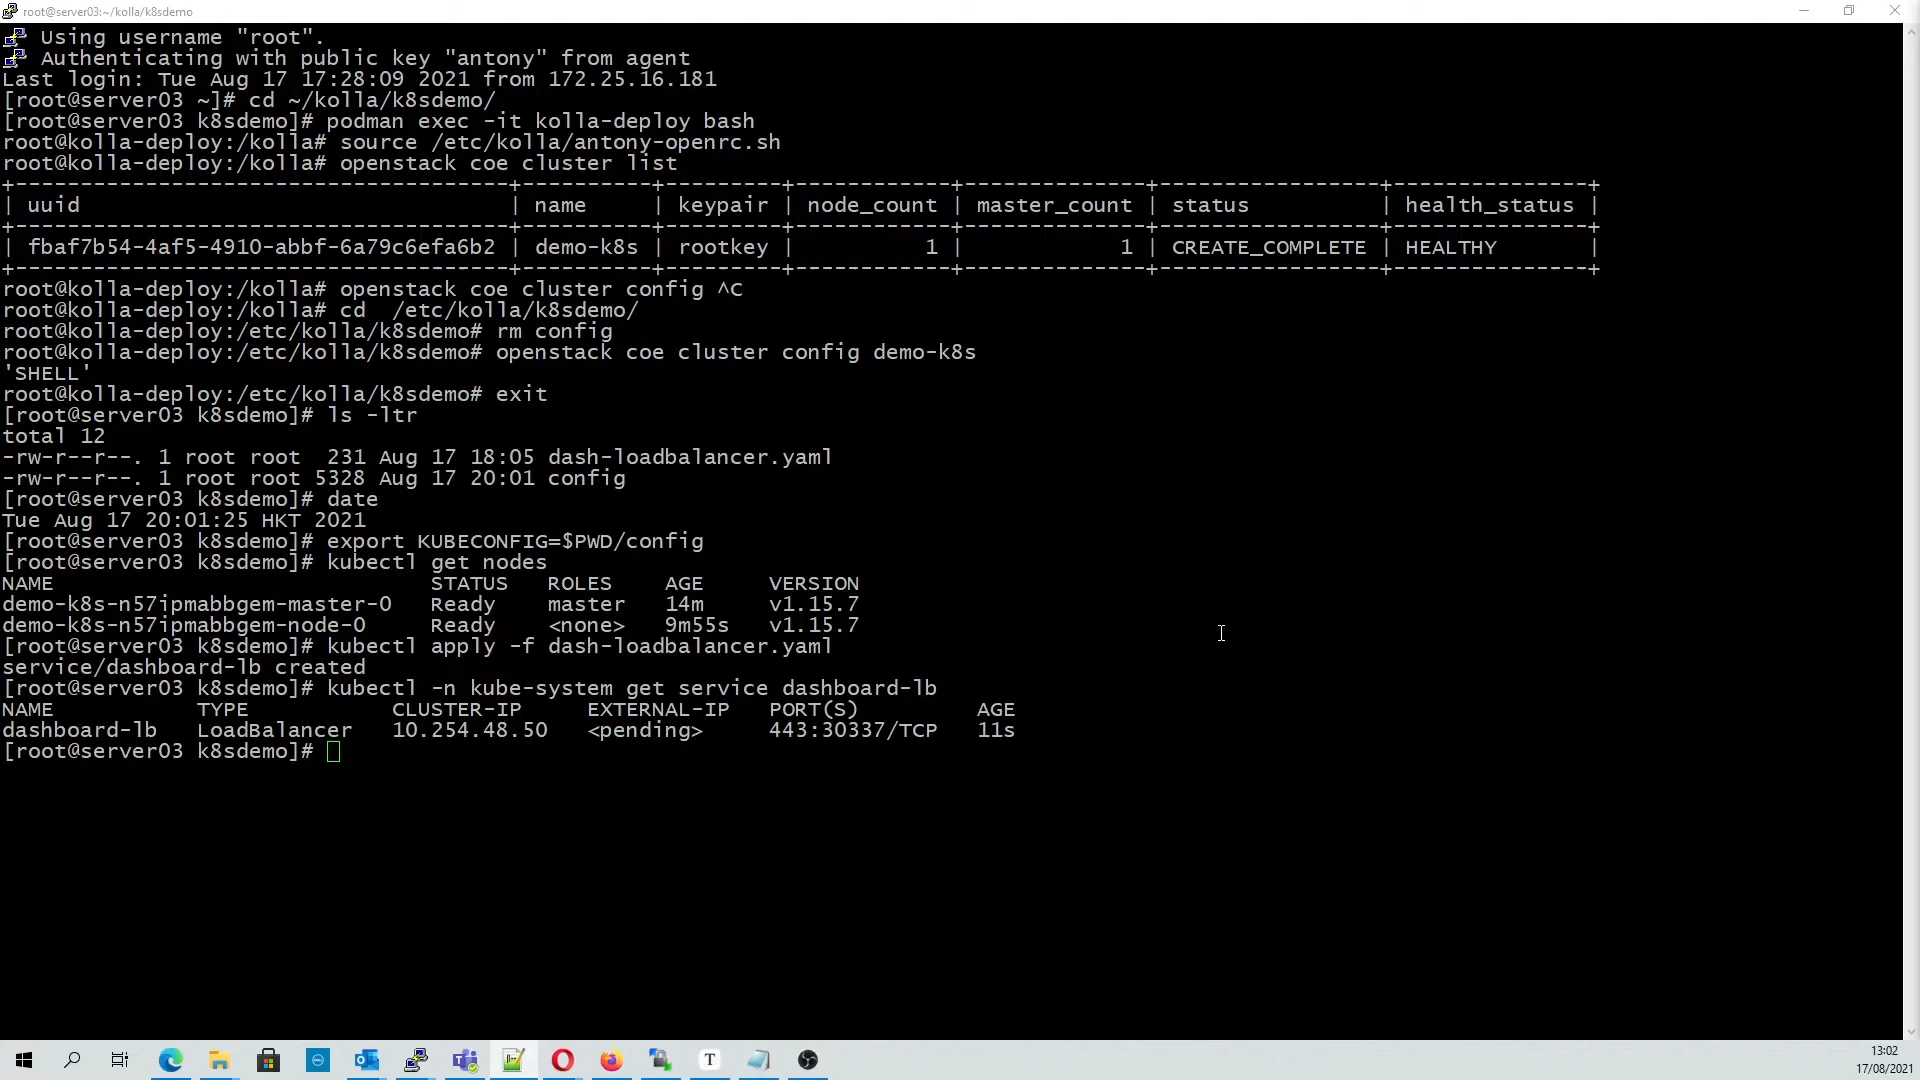 root@server03:~/kolla/k8sdemo
Using username "root".
Authenticating with public key "antony" from agent
Last login: Tue Aug 17 17:28:09 2021 from 172.25.16.181
[root@server03 ~]# cd ~/kolla/k8sdemo/
[root@server03 k8sdemo]# podman exec -it kolla-deploy bash
root@kolla-deploy:/kolla# source /etc/kolla/antony-openrc.sh
root@kolla-deploy:/kolla# openstack coe cluster list
+--------------------------------------+----------+---------+------------+--------------+-----------------+---------------+
| uuid                                 | name     | keypair | node_count | master_count | status          | health_status |
+--------------------------------------+----------+---------+------------+--------------+-----------------+---------------+
| fbaf7b54-4af5-4910-abbf-6a79c6efa6b2 | demo-k8s | rootkey |          1 |            1 | CREATE_COMPLETE | HEALTHY       |
+--------------------------------------+----------+---------+------------+--------------+-----------------+---------------+
root@kolla-deploy:/kolla# openstack coe cluster config ^C
root@kolla-deploy:/kolla# cd  /etc/kolla/k8sdemo/
root@kolla-deploy:/etc/kolla/k8sdemo# rm config
root@kolla-deploy:/etc/kolla/k8sdemo# openstack coe cluster config demo-k8s
'SHELL'
root@kolla-deploy:/etc/kolla/k8sdemo# exit
[root@server03 k8sdemo]# ls -ltr
total 12
-rw-r--r--. 1 root root  231 Aug 17 18:05 dash-loadbalancer.yaml
-rw-r--r--. 1 root root 5328 Aug 17 20:01 config
[root@server03 k8sdemo]# date
Tue Aug 17 20:01:25 HKT 2021
[root@server03 k8sdemo]# export KUBECONFIG=$PWD/config
[root@server03 k8sdemo]# kubectl get nodes
NAME                             STATUS   ROLES    AGE     VERSION
demo-k8s-n57ipmabbgem-master-0   Ready    master   14m     v1.15.7
demo-k8s-n57ipmabbgem-node-0     Ready    <none>   9m55s   v1.15.7
[root@server03 k8sdemo]# kubectl apply -f dash-loadbalancer.yaml
service/dashboard-lb created
[root@server03 k8sdemo]# kubectl -n kube-system get service dashboard-lb
NAME           TYPE           CLUSTER-IP     EXTERNAL-IP   PORT(S)         AGE
dashboard-lb   LoadBalancer   10.254.48.50   <pending>     443:30337/TCP   11s
[root@server03 k8sdemo]#
T
13:02
17/08/2021